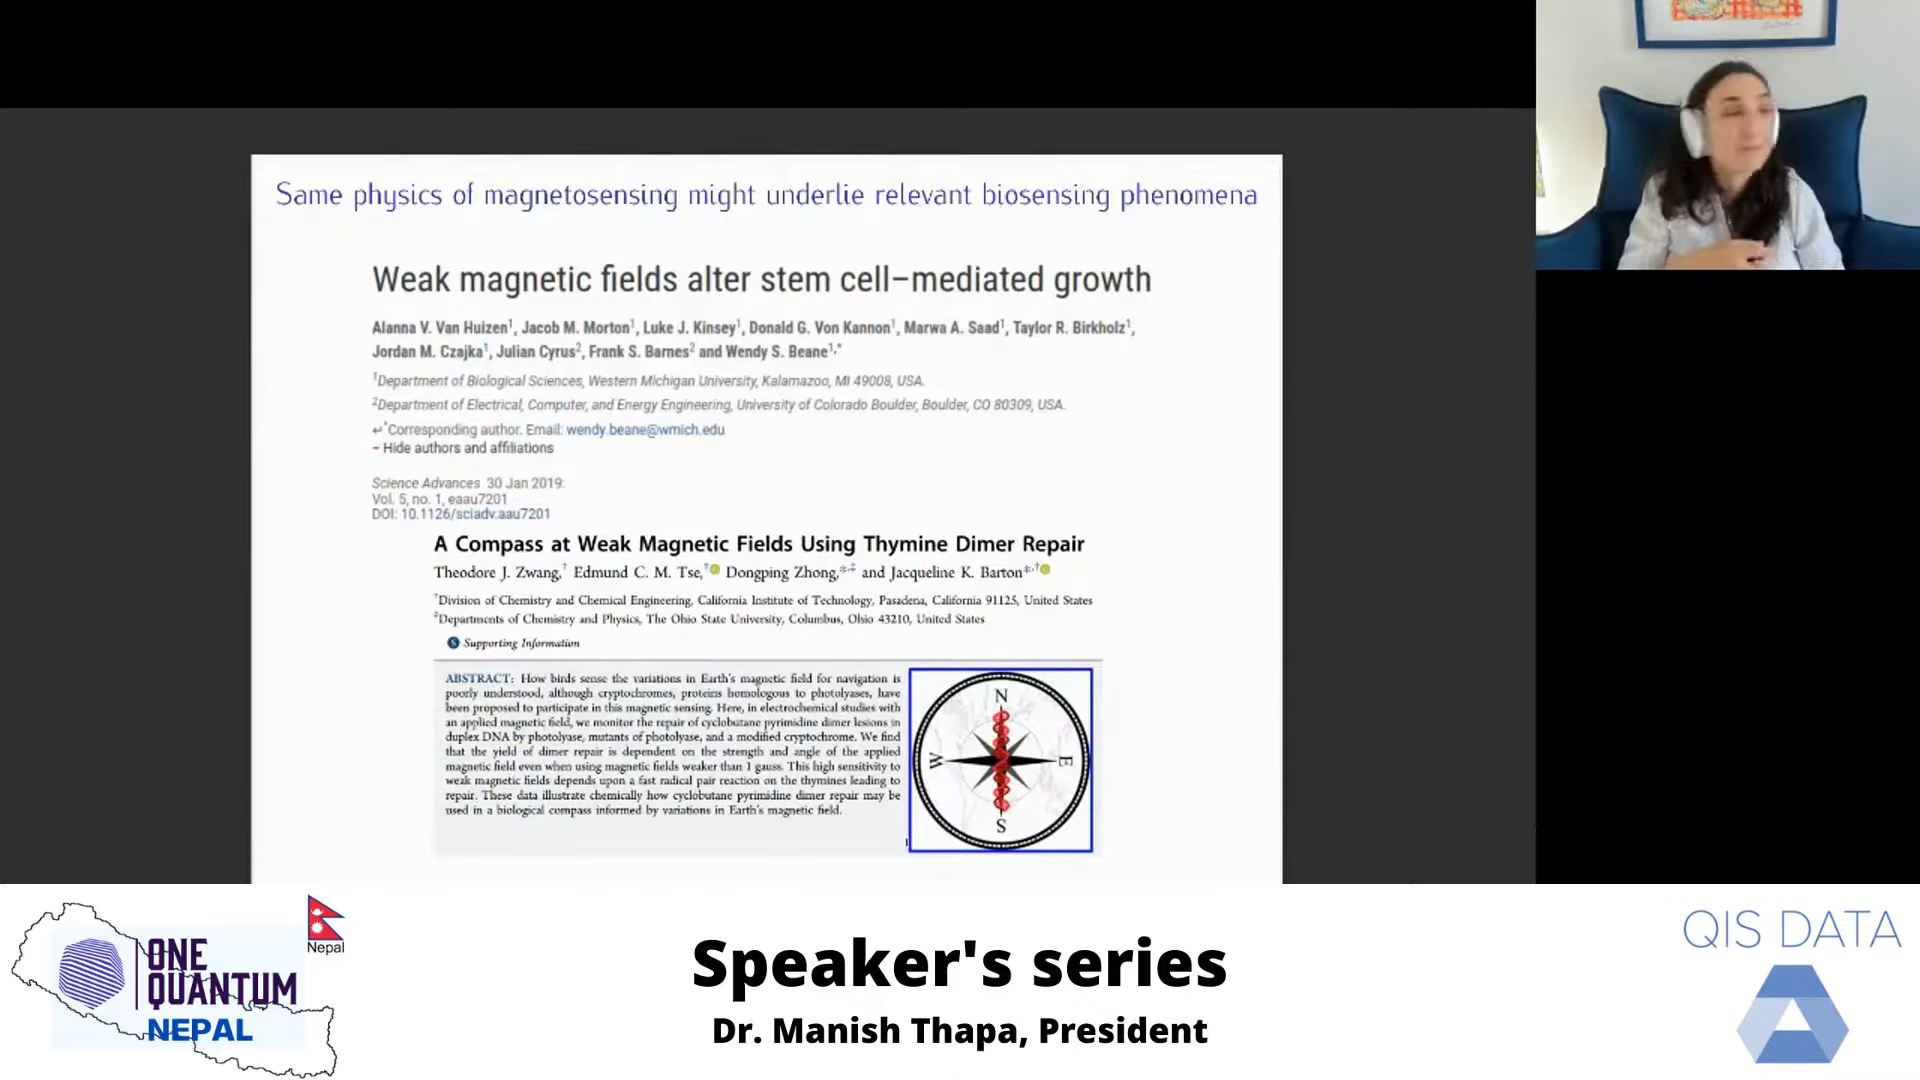 Same physics of magnetosensing might underlie relevant biosensing phenomena
Weak magnetic fields alter stem cell–mediated growth
Alanna V. Van Huizen1, Jacob M. Morton1, Luke J. Kinsey1, Donald G. Von Kannon1, Marwa A. Saad1, Taylor R. Birkholz1,
Jordan M. Czajka1, Julian Cyrus2, Frank S. Barnes2 and Wendy S. Beane1,*
1Department of Biological Sciences, Western Michigan University, Kalamazoo, MI 49008, USA.
2Department of Electrical, Computer, and Energy Engineering, University of Colorado Boulder, Boulder, CO 80309, USA.
↵*Corresponding author. Email: wendy.beane@wmich.edu
– Hide authors and affiliations
Science Advances 30 Jan 2019:
Vol. 5, no. 1, eaau7201
DOI: 10.1126/sciadv.aau7201
A Compass at Weak Magnetic Fields Using Thymine Dimer Repair
Theodore J. Zwang,† Edmund C. M. Tse,† Dongping Zhong,*,‡ and Jacqueline K. Barton*,†
†Division of Chemistry and Chemical Engineering, California Institute of Technology, Pasadena, California 91125, United States
‡Departments of Chemistry and Physics, The Ohio State University, Columbus, Ohio 43210, United States
S Supporting Information
ABSTRACT: How birds sense the variations in Earth's magnetic field for navigation is
poorly understood, although cryptochromes, proteins homologous to photolyases, have
been proposed to participate in this magnetic sensing. Here, in electrochemical studies with
an applied magnetic field, we monitor the repair of cyclobutane pyrimidine dimer lesions in
duplex DNA by photolyase, mutants of photolyase, and a modified cryptochrome. We find
that the yield of dimer repair is dependent on the strength and angle of the applied
magnetic field even when using magnetic fields weaker than 1 gauss. This high sensitivity to
weak magnetic fields depends upon a fast radical pair reaction on the thymines leading to
repair. These data illustrate chemically how cyclobutane pyrimidine dimer repair may be
used in a biological compass informed by variations in Earth's magnetic field.
N
W
E
S
Nepal
ONE
QUANTUM
NEPAL
Speaker's series
Dr. Manish Thapa, President
QIS DATA